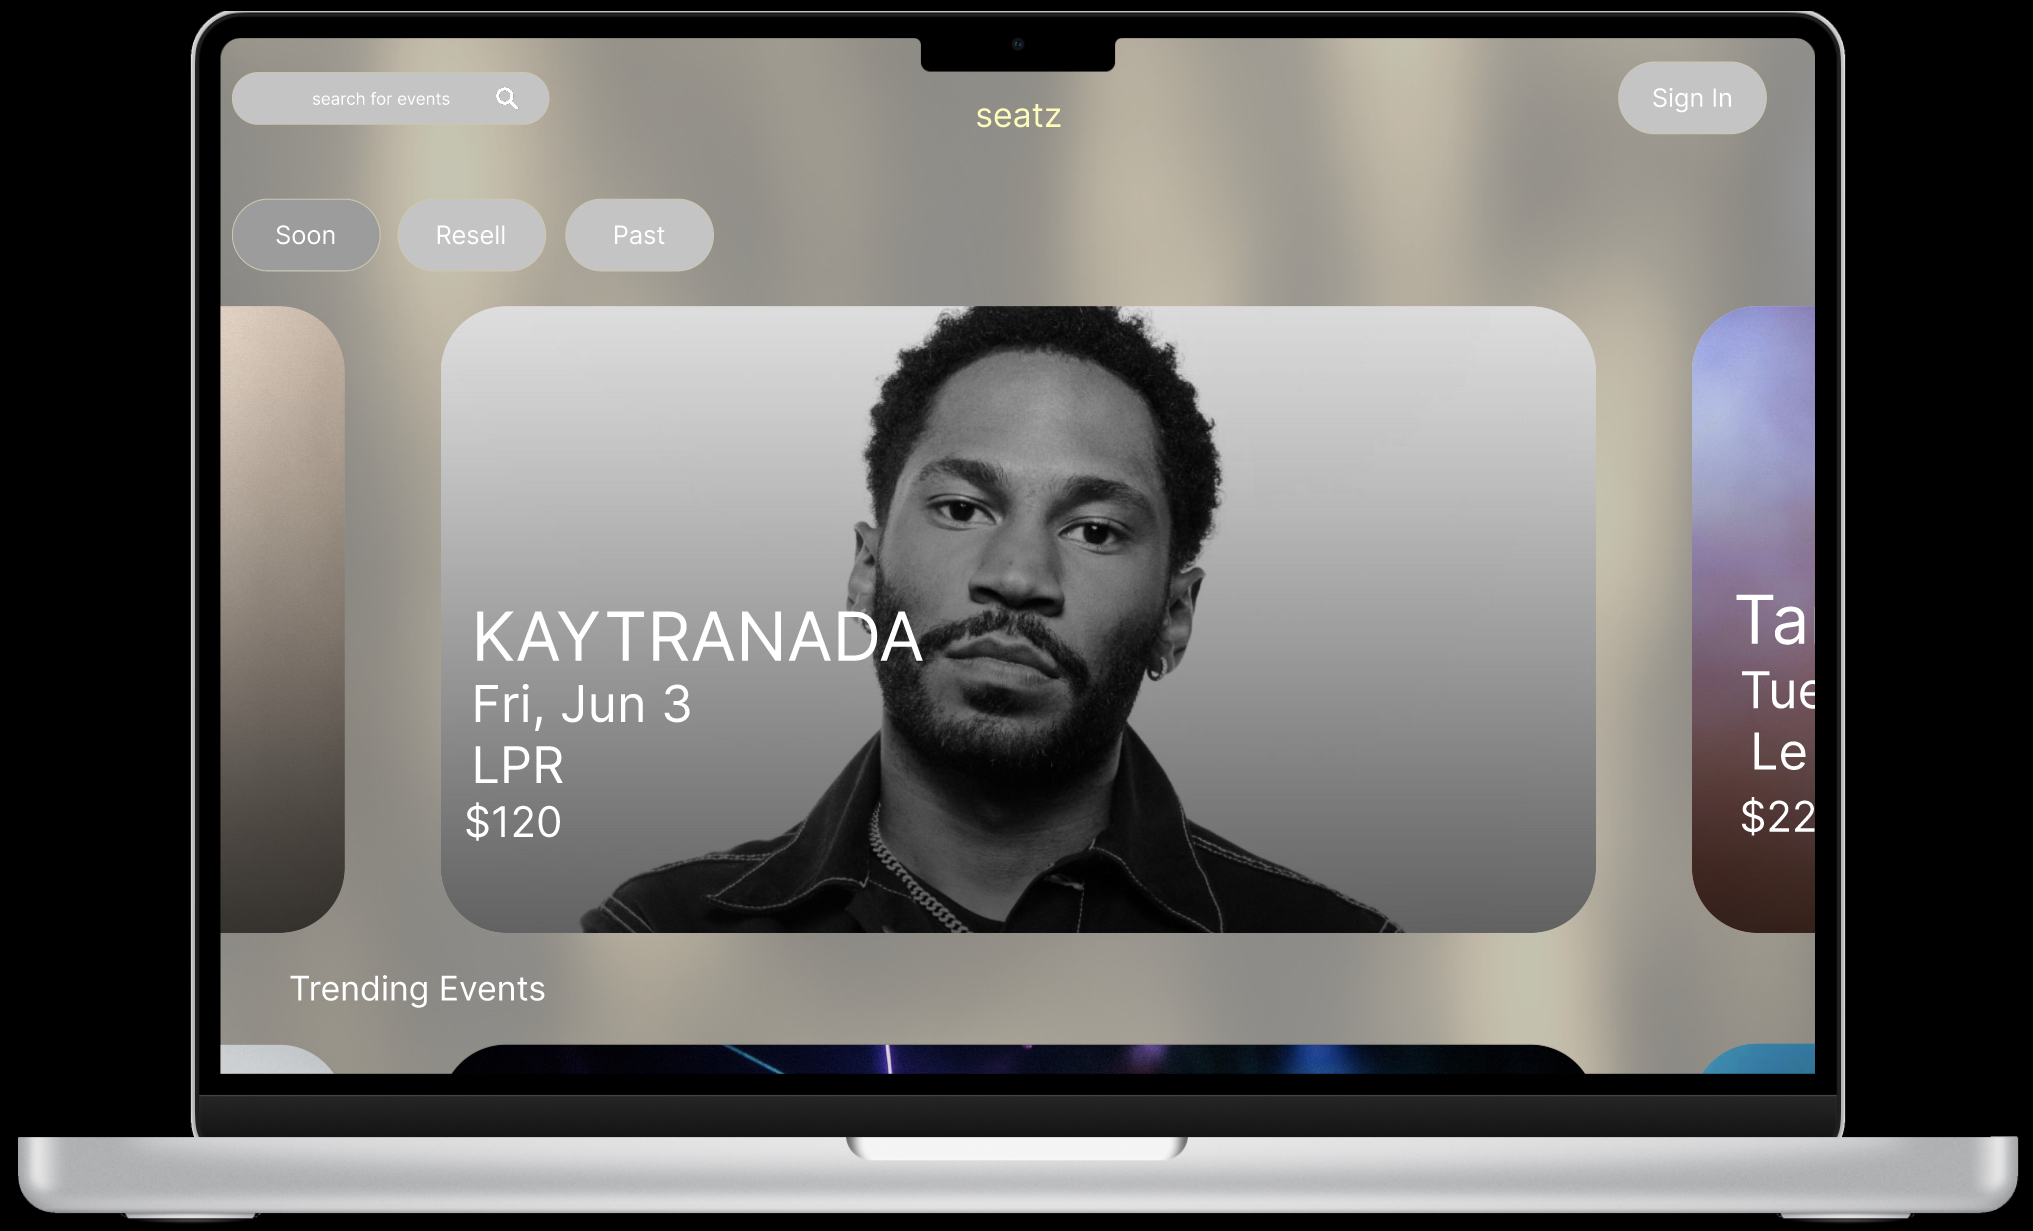 search for events
seatz
Sign In
Soon
Resell
Past
KAYTRANADA
Fri, Jun 3
LPR
$120
Ta
Tue
Le
$22
Trending Events